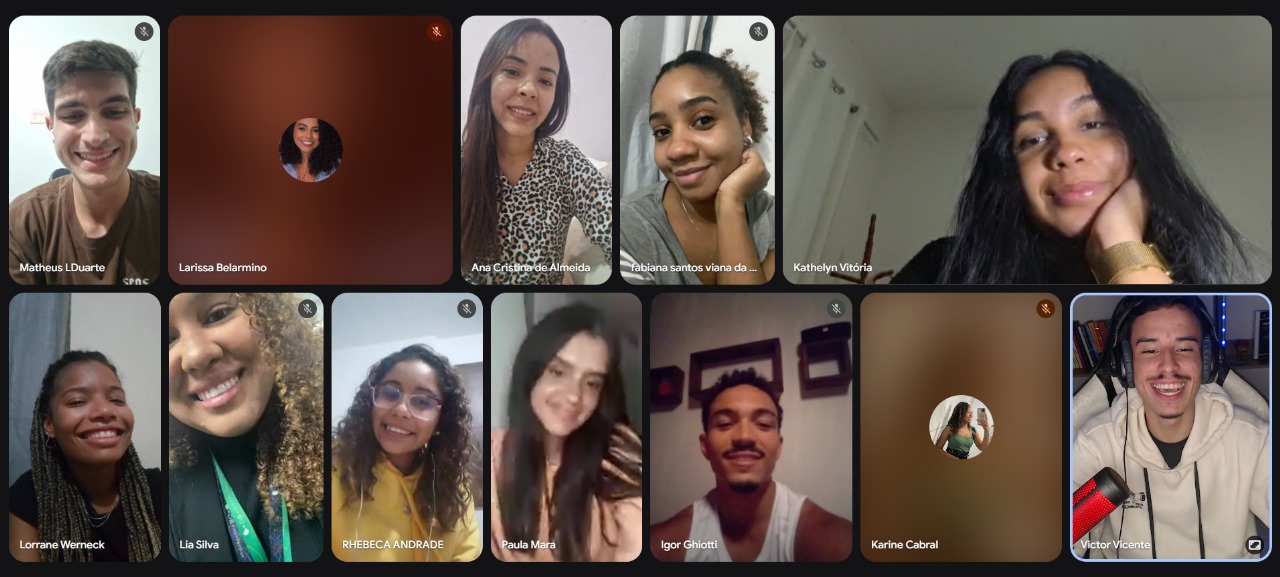 Matheus LDuarte
Larissa Belarmino
Ana Cristina de Almeida
fabiana santos viana da ...
Kathelyn Vitória
Lorrane Werneck
Lia Silva
RHEBECA ANDRADE
Paula Mara
Igor Ghiotti
Karine Cabral
Victor Vicente